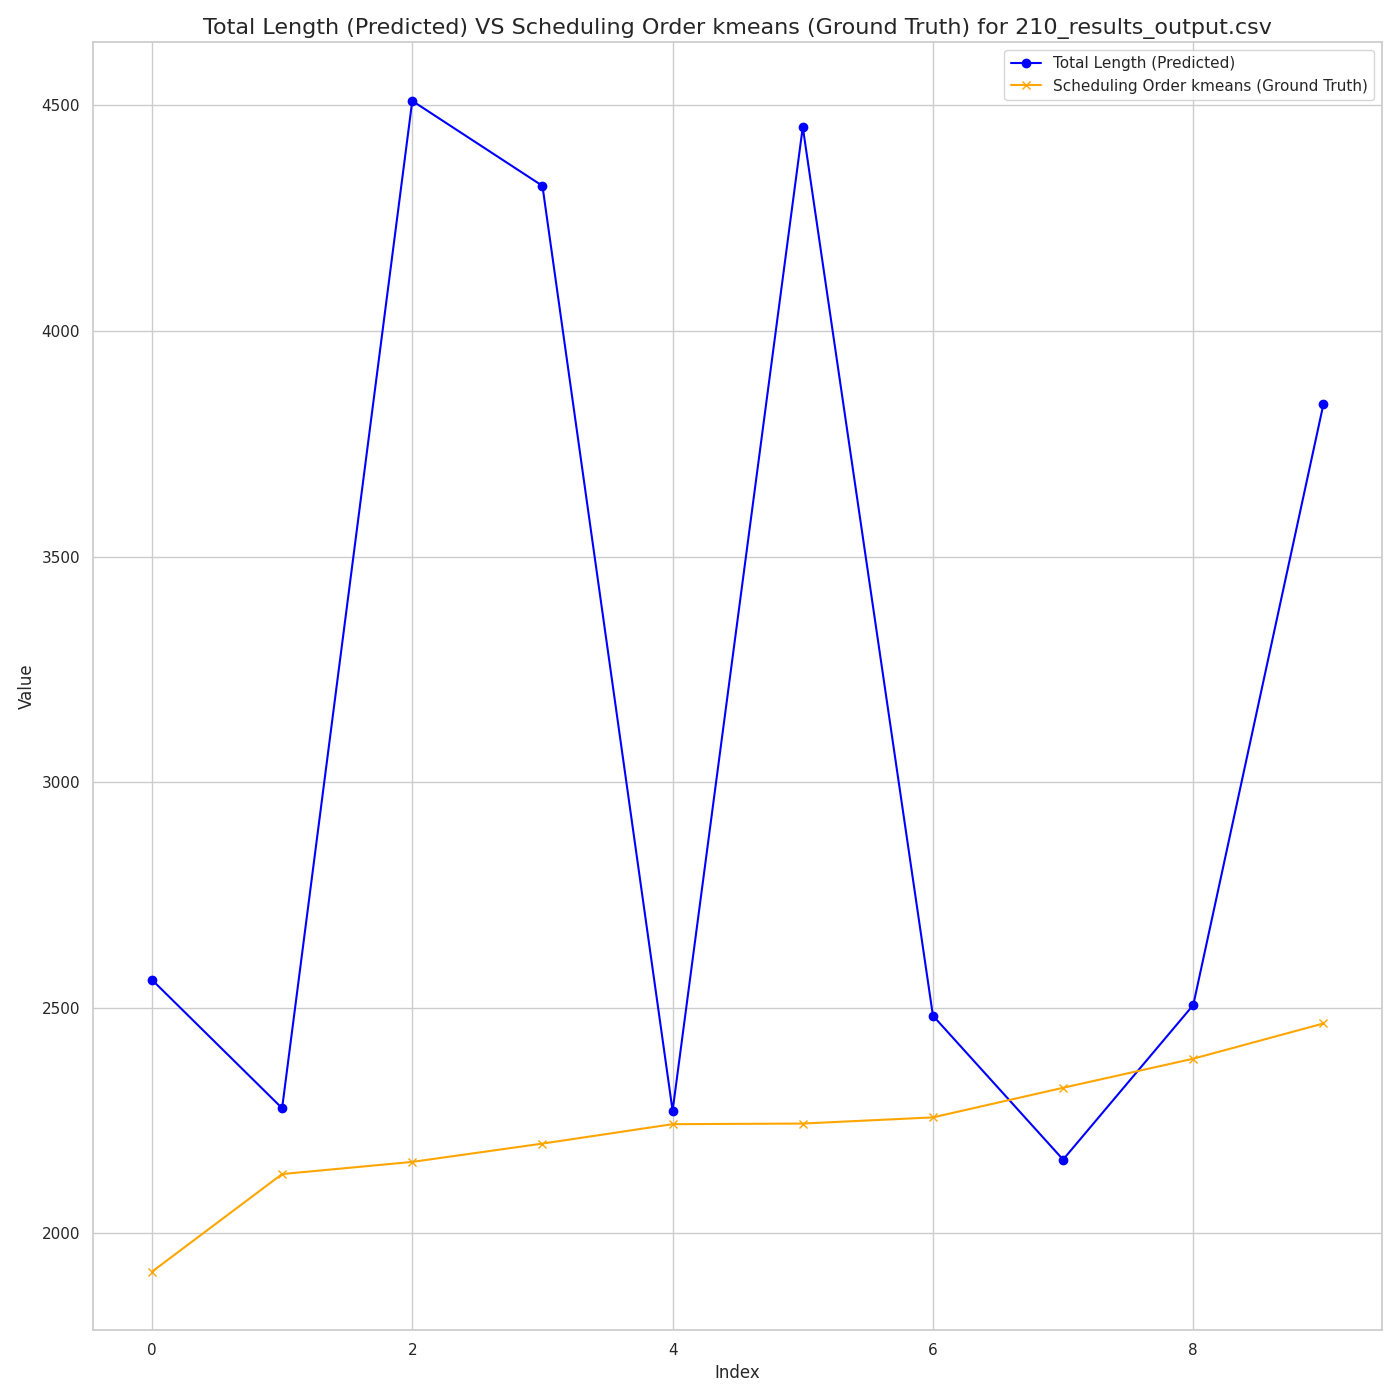 Total Length (Predicted) VS Scheduling Order kmeans (Ground Truth) for 210_results_output.csv
Total Length (Predicted)
Scheduling Order kmeans (Ground Truth)
4500
4000
3500
3000
2500
2000
Value
0 2 4 6 8
Index